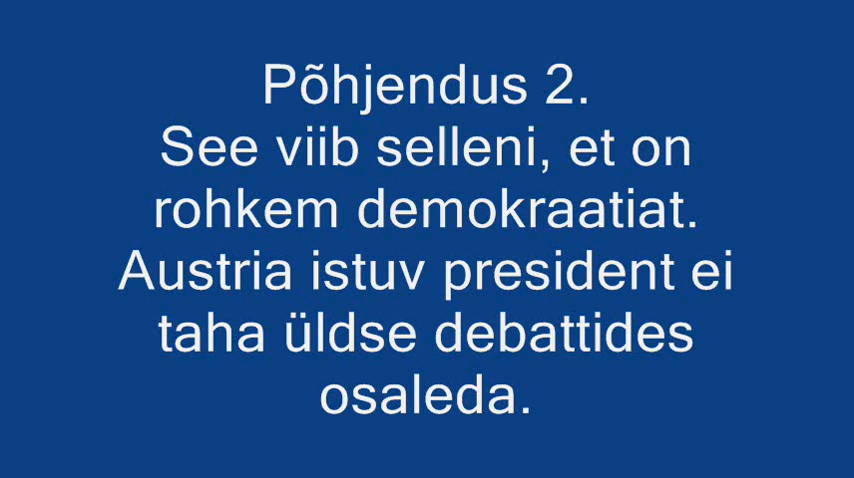 Põhjendus 2.
See viib selleni, et on
rohkem demokraatiat.
Austria istuv president ei
taha üldse debattides
osaleda.